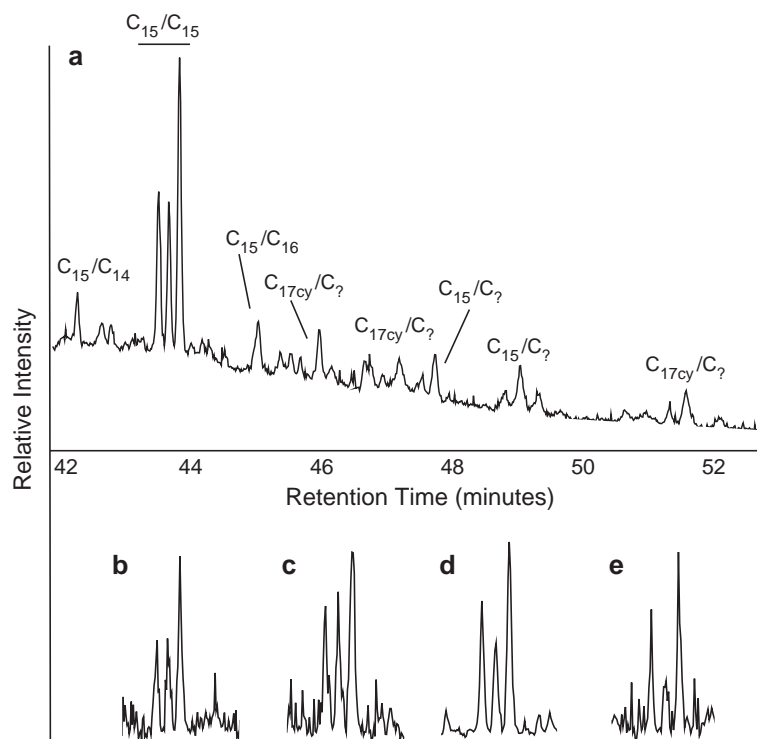 C15/C15
a
C15/C14
C15/C16
C17cy/C?
C17cy/C?
C15/C?
C15/C?
C17cy/C?
Relative Intensity
42 44 46 48 50 52
Retention Time (minutes)
b c d e